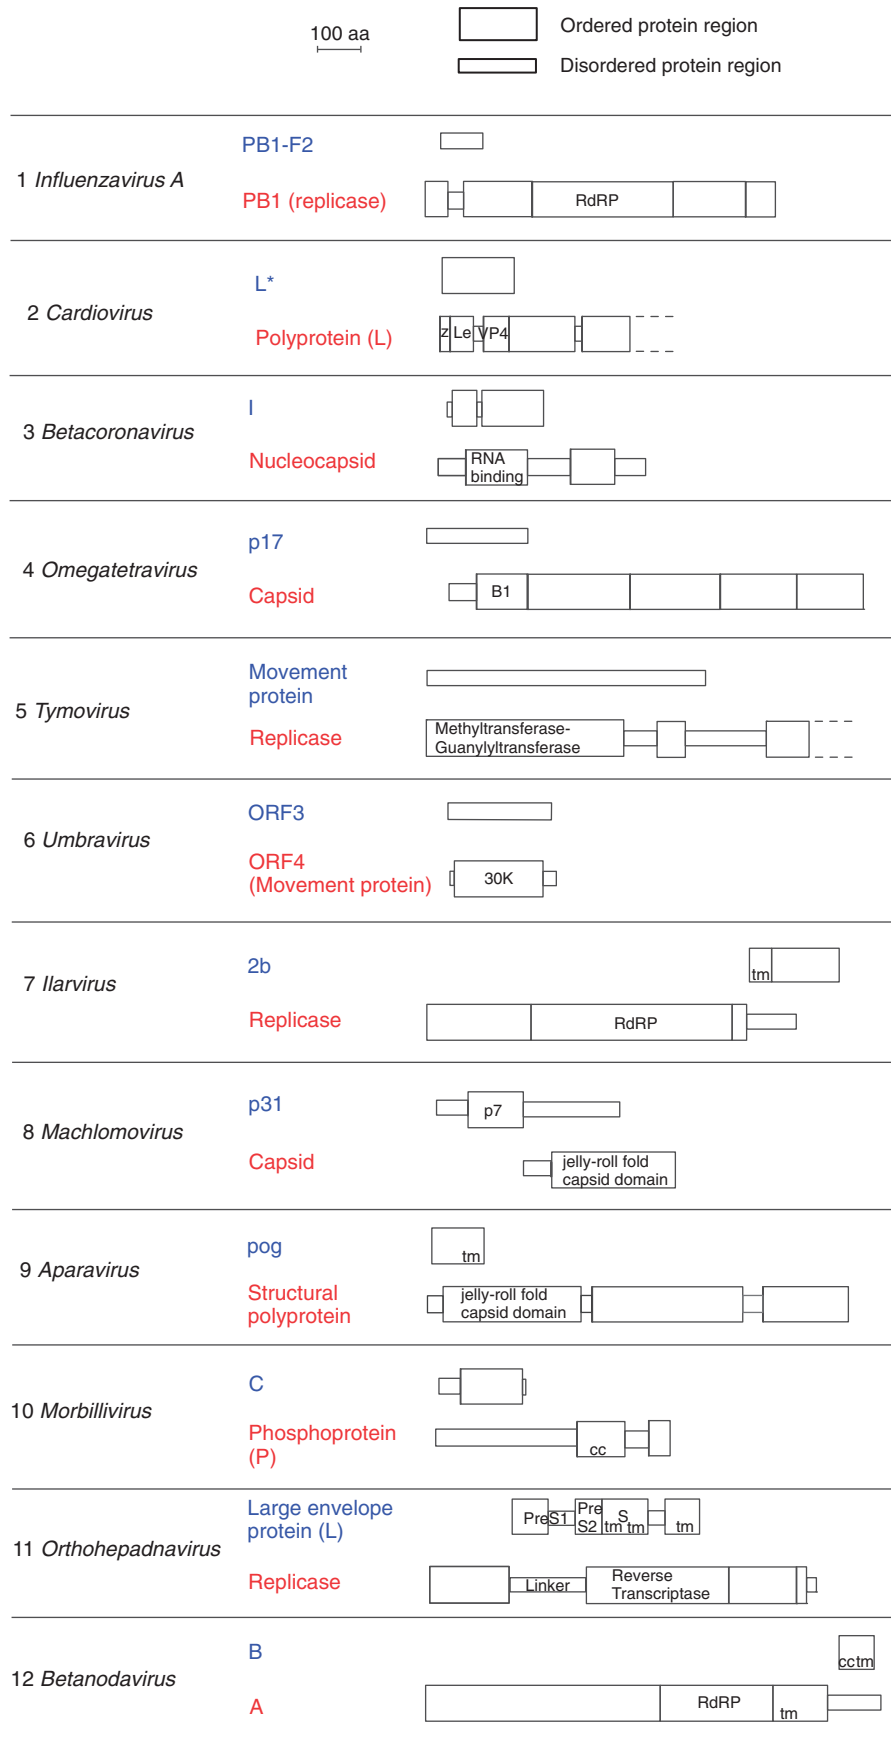 100 aa
Ordered protein region
Disordered protein region
1 Influenzavirus A
PB1-F2
PB1 (replicase)
RdRP
2 Cardiovirus
L*
Polyprotein (L)
z Le VP4
3 Betacoronavirus
I
Nucleocapsid
RNA
binding
4 Omegatetravirus
p17
Capsid
B1
5 Tymovirus
Movement
protein
Replicase
Methyltransferase-
Guanylyltransferase
6 Umbravirus
ORF3
ORF4
(Movement protein)
30K
7 Ilarvirus
2b
tm
Replicase
RdRP
8 Machlomovirus
p31
p7
Capsid
jelly-roll fold
capsid domain
9 Aparavirus
pog
tm
Structural
polyprotein
jelly-roll fold
capsid domain
10 Morbillivirus
C
Phosphoprotein
(P)
cc
11 Orthohepadnavirus
Large envelope
protein (L)
PreS1
Pre
S2
S
tm tm
tm
Replicase
Linker
Reverse
Transcriptase
12 Betanodavirus
B
cctm
A
RdRP
tm